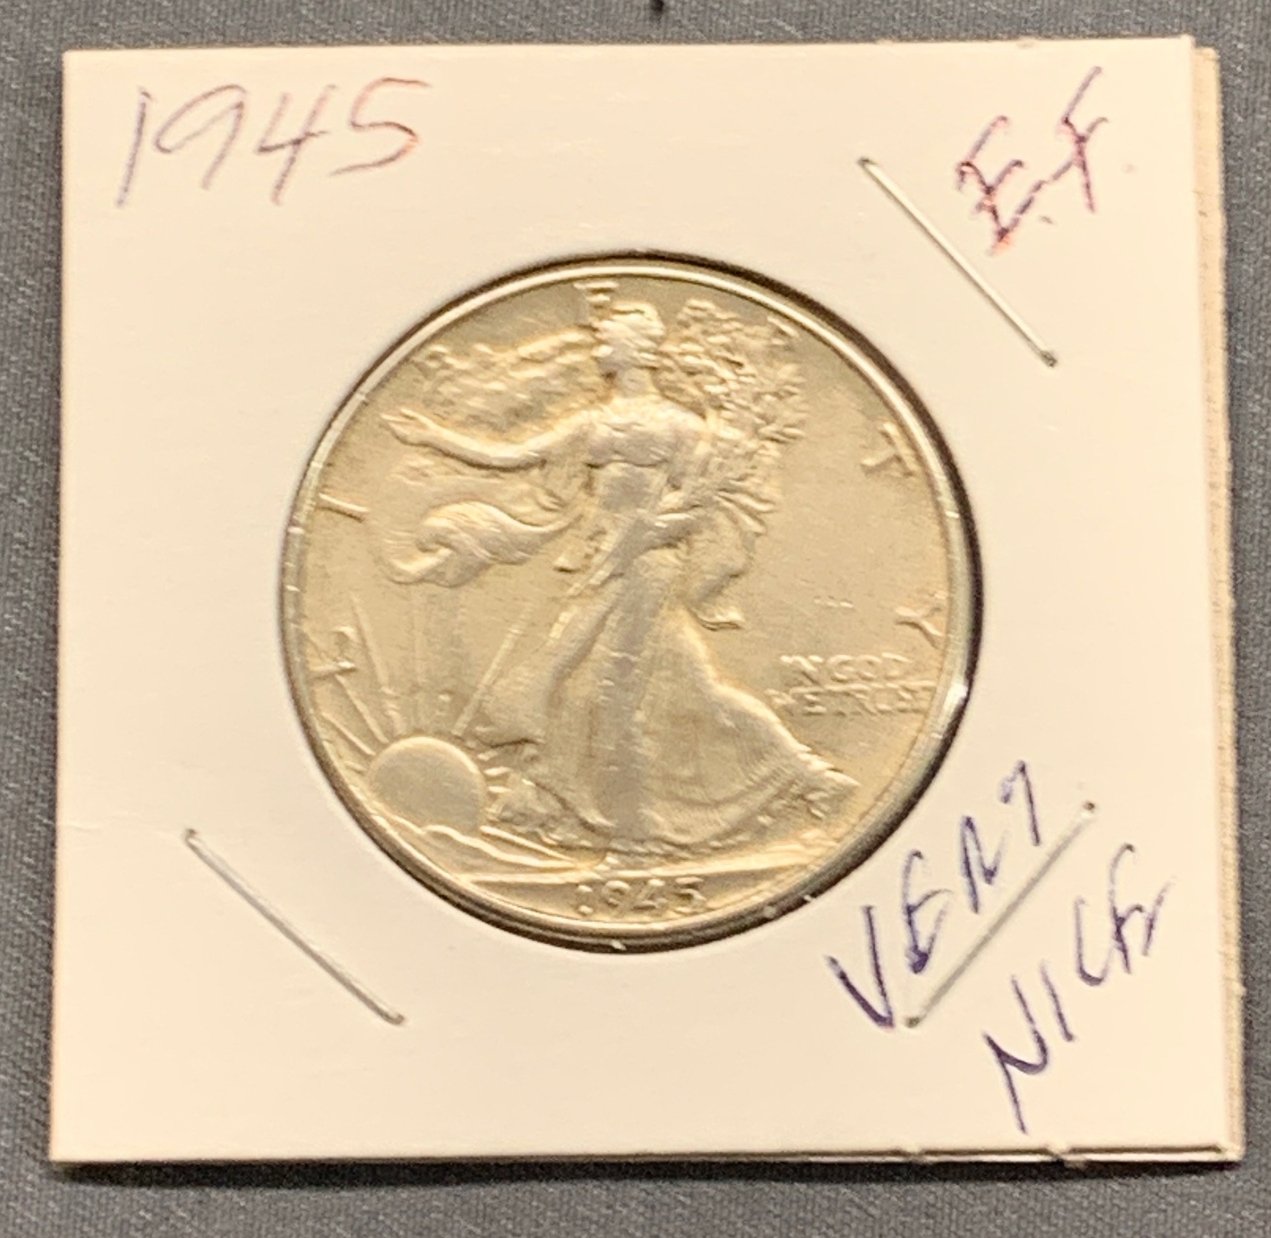 1945
E.F.
LIBERTY
IN GOD
WE TRUST
1945
VERY
NICE